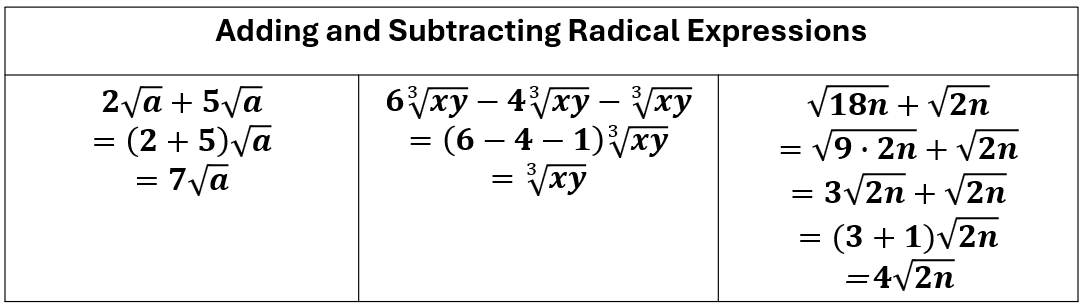 Adding and Subtracting Radical Expressions
2√a + 5√a
= (2 + 5)√a
= 7√a
6∛xy − 4∛xy − ∛xy
= (6 − 4 − 1)∛xy
= ∛xy
√18n + √2n
= √9 · 2n + √2n
= 3√2n + √2n
= (3 + 1)√2n
=4√2n